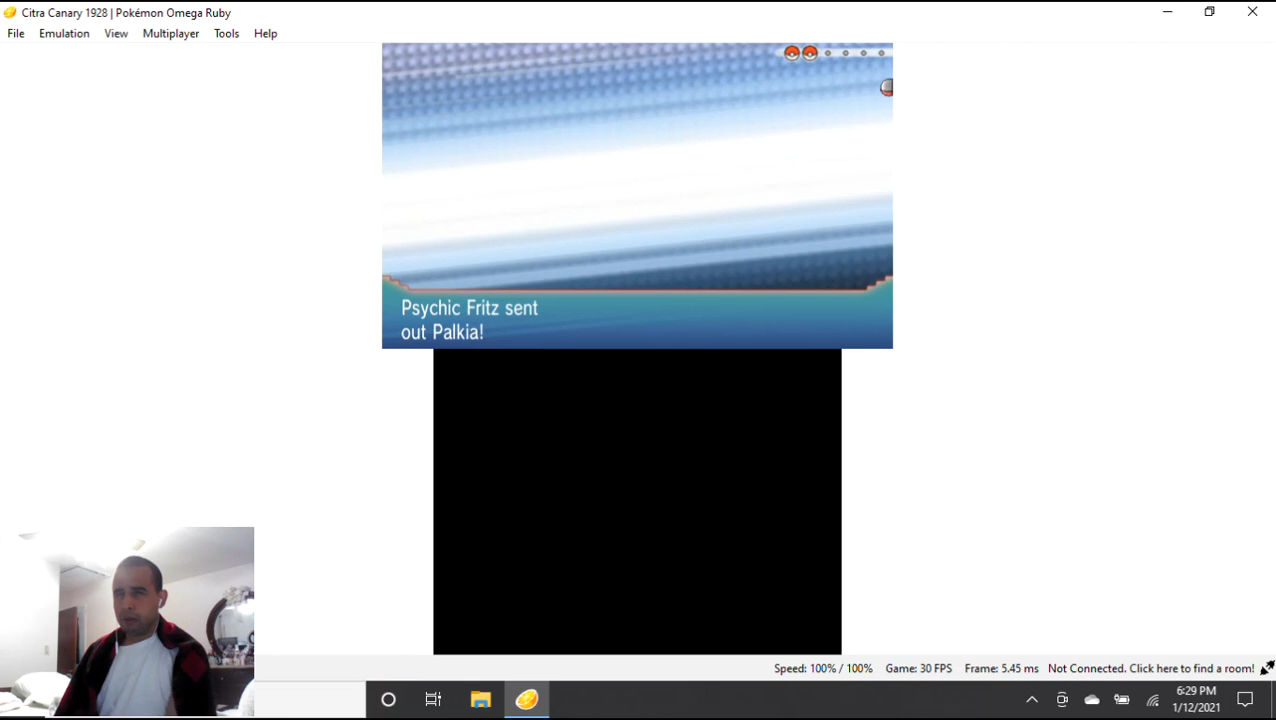 Citra Canary 1928 | Pokémon Omega Ruby
File Emulation View Multiplayer Tools Help
Psychic Fritz sent
out Palkia!
Speed: 100% / 100% Game: 30 FPS Frame: 5.45 ms Not Connected. Click here to find a room!
6:29 PM
1/12/2021